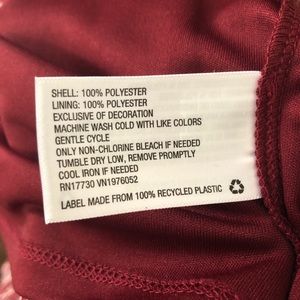 SHELL: 100% POLYESTER
LINING: 100% POLYESTER
EXCLUSIVE OF DECORATION
MACHINE WASH COLD WITH LIKE COLORS
GENTLE CYCLE
ONLY NON-CHLORINE BLEACH IF NEEDED
TUMBLE DRY LOW, REMOVE PROMPTLY
COOL IRON IF NEEDED
RN17730 VN1976052
LABEL MADE FROM 100% RECYCLED PLASTIC